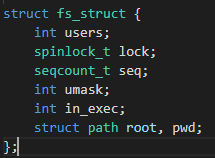 struct fs_struct {
    int users;
    spinlock_t lock;
    seqcount_t seq;
    int umask;
    int in_exec;
    struct path root, pwd;
};